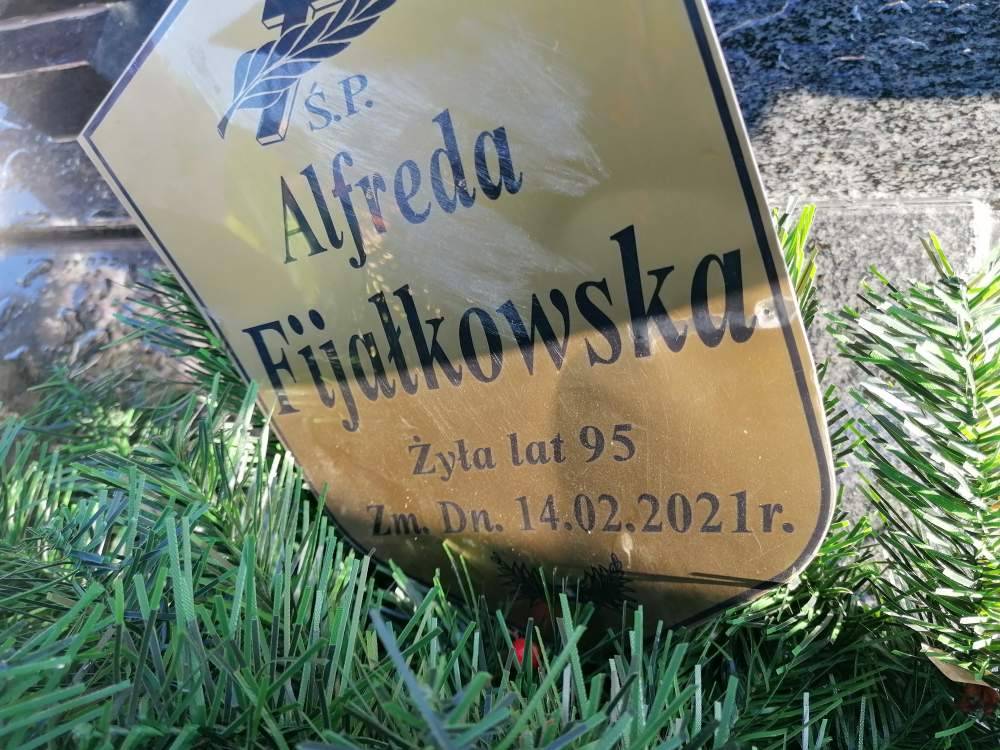 Ś.P.
Alfreda
Fijałkowska
Żyła lat 95
Zm. Dn. 14.02.2021r.